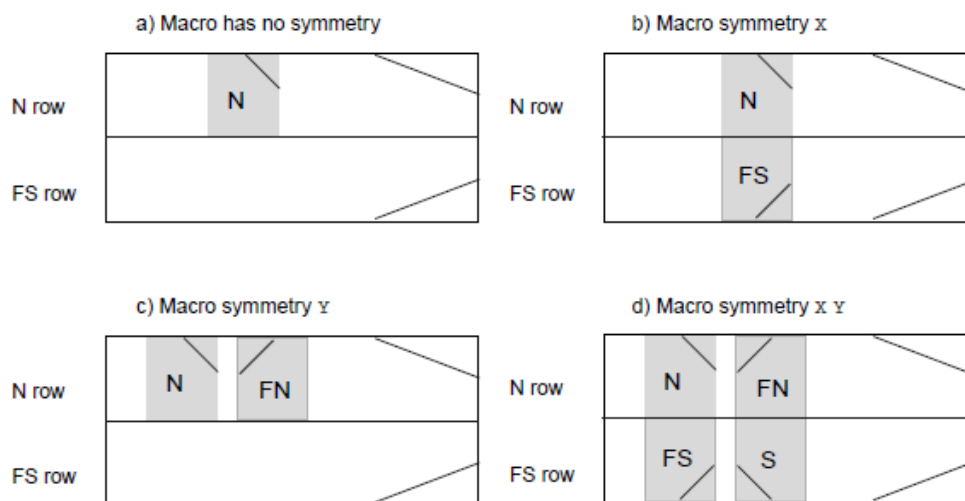 a) Macro has no symmetry
b) Macro symmetry X
N row
N
N row
N
FS row
FS row
FS
c) Macro symmetry Y
d) Macro symmetry X Y
N row
N
FN
N row
N
FN
FS row
FS row
FS
S